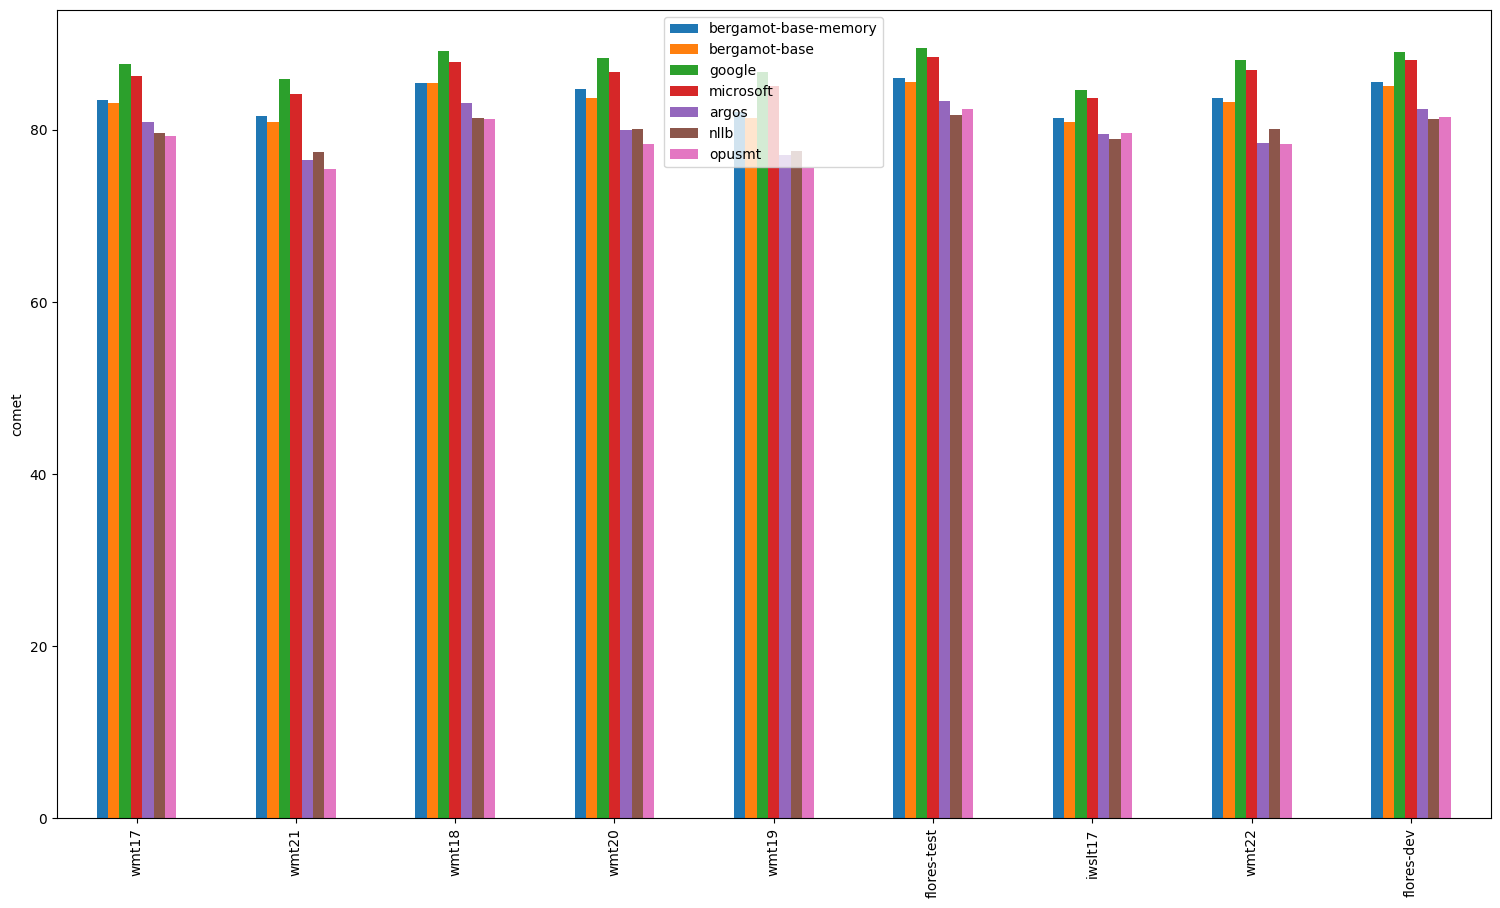 bergamot-base-memory
bergamot-base
google
microsoft
argos
nllb
opusmt
comet
80
60
40
20
0
wmt17
wmt21
wmt18
wmt20
wmt19
flores-test
iwslt17
wmt22
flores-dev